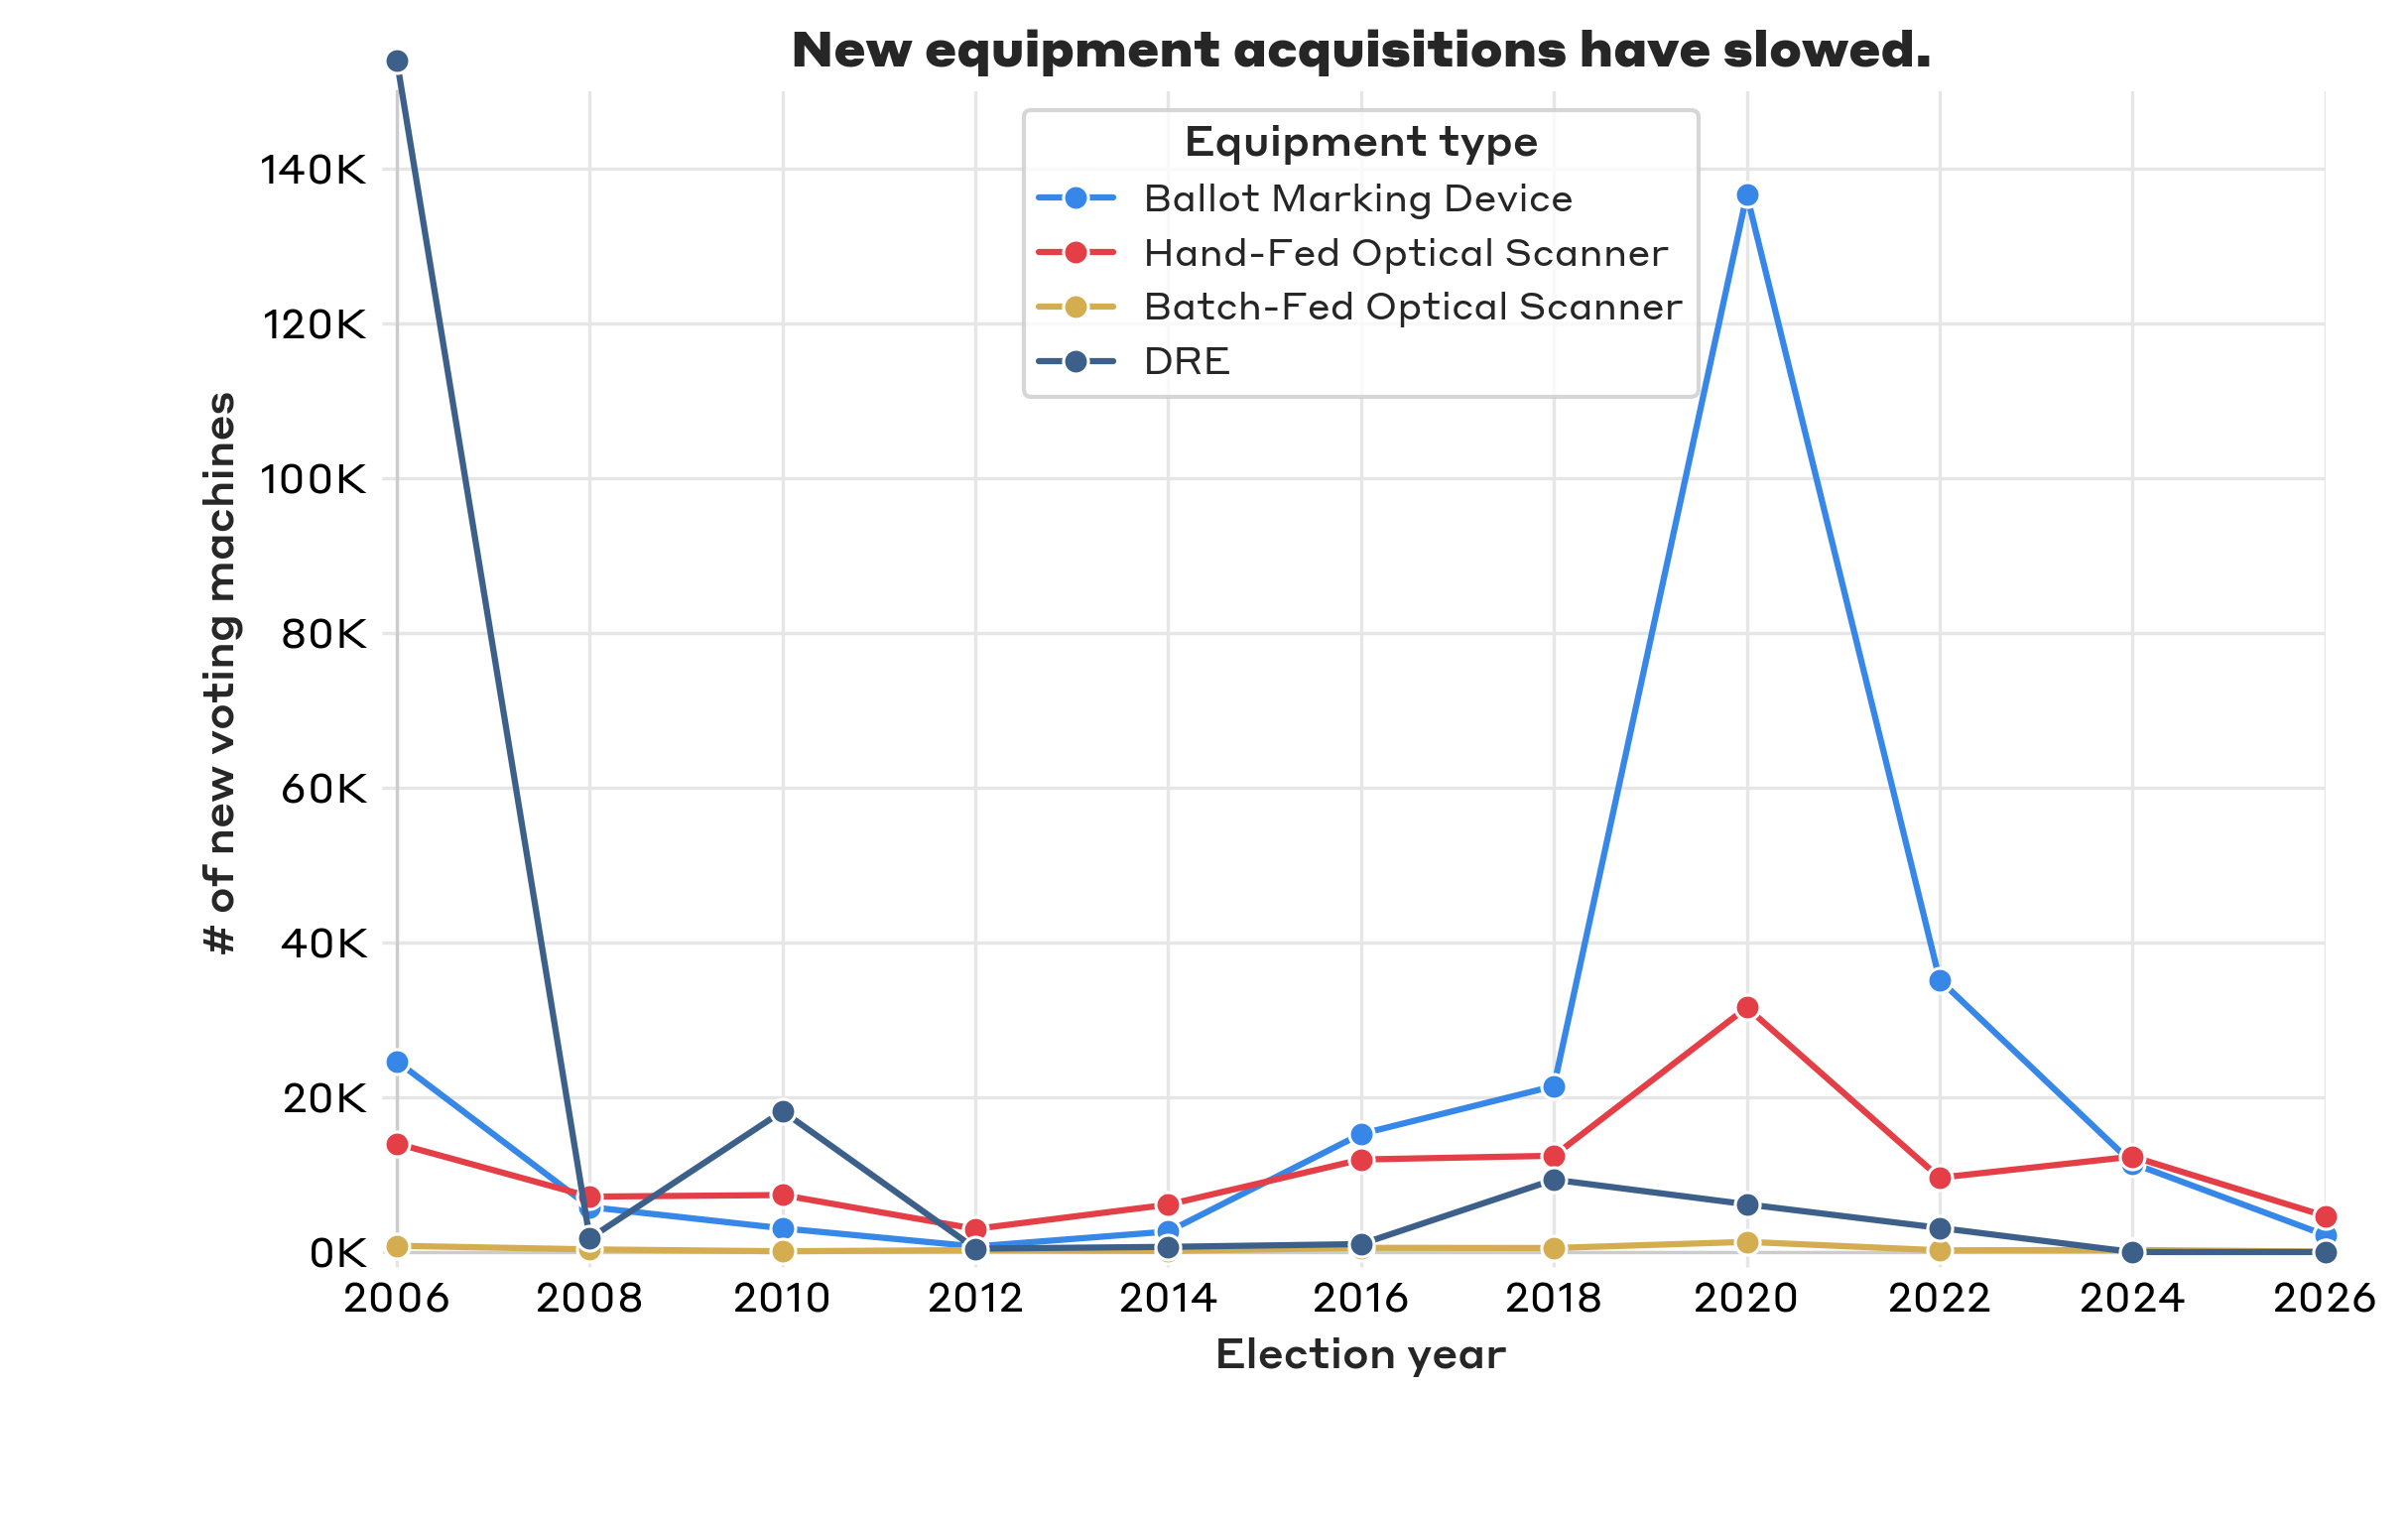 New equipment acquisitions have slowed.
Equipment type
Ballot Marking Device
Hand-Fed Optical Scanner
Batch-Fed Optical Scanner
DRE
# of new voting machines
140K
120K
100K
80K
60K
40K
20K
0K
2006 2008 2010 2012 2014 2016 2018 2020 2022 2024 2026
Election year